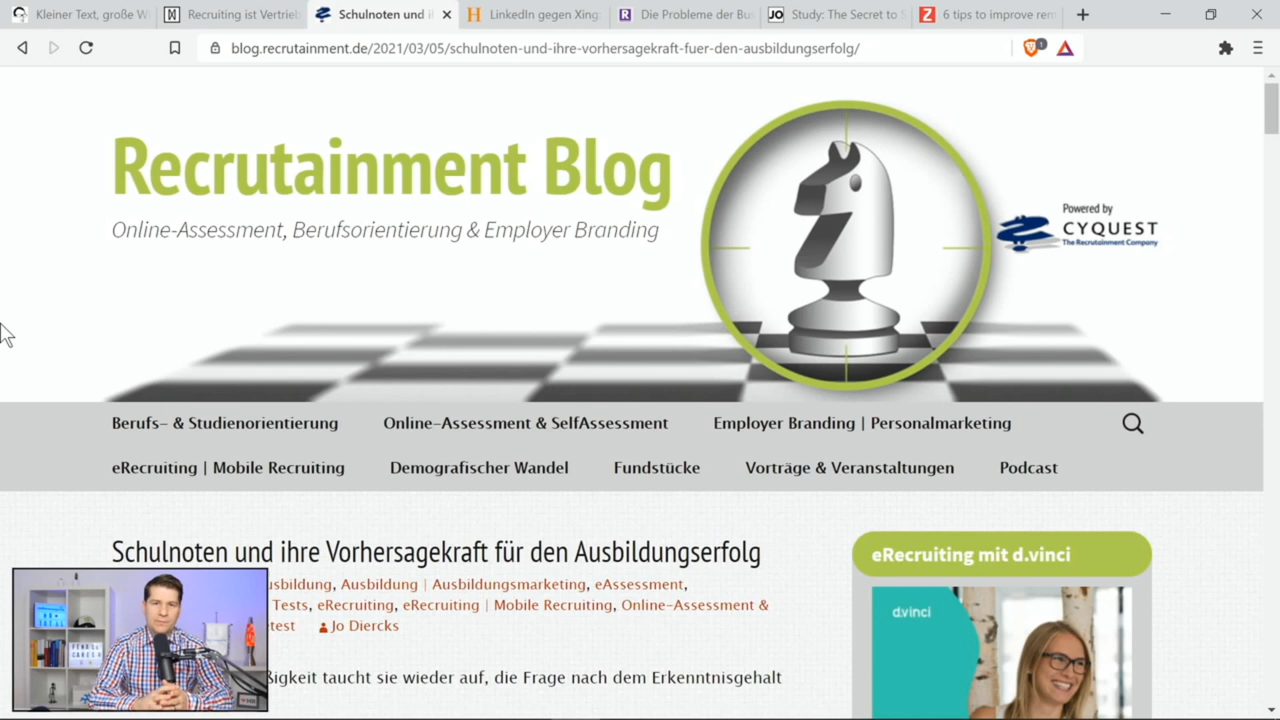 Kleiner Text, große W
Recruiting ist Vertrieb
Schulnoten und i
LinkedIn gegen Xing
Die Probleme der Bu
Study: The Secret to S
6 tips to improve rem
blog.recrutainment.de/2021/03/05/schulnoten-und-ihre-vorhersagekraft-fuer-den-ausbildungserfolg/
1
Recrutainment Blog
Online-Assessment, Berufsorientierung & Employer Branding
Powered by
CYQUEST
The Recrutainment Company
Berufs- & Studienorientierung
Online-Assessment & SelfAssessment
Employer Branding | Personalmarketing
eRecruiting | Mobile Recruiting
Demografischer Wandel
Fundstücke
Vorträge & Veranstaltungen
Podcast
Schulnoten und ihre Vorhersagekraft für den Ausbildungserfolg
usbildung, Ausbildung | Ausbildungsmarketing, eAssessment,
Tests, eRecruiting, eRecruiting | Mobile Recruiting, Online-Assessment &
test Jo Diercks
ßigkeit taucht sie wieder auf, die Frage nach dem Erkenntnisgehalt
eRecruiting mit d.vinci
d.vinci